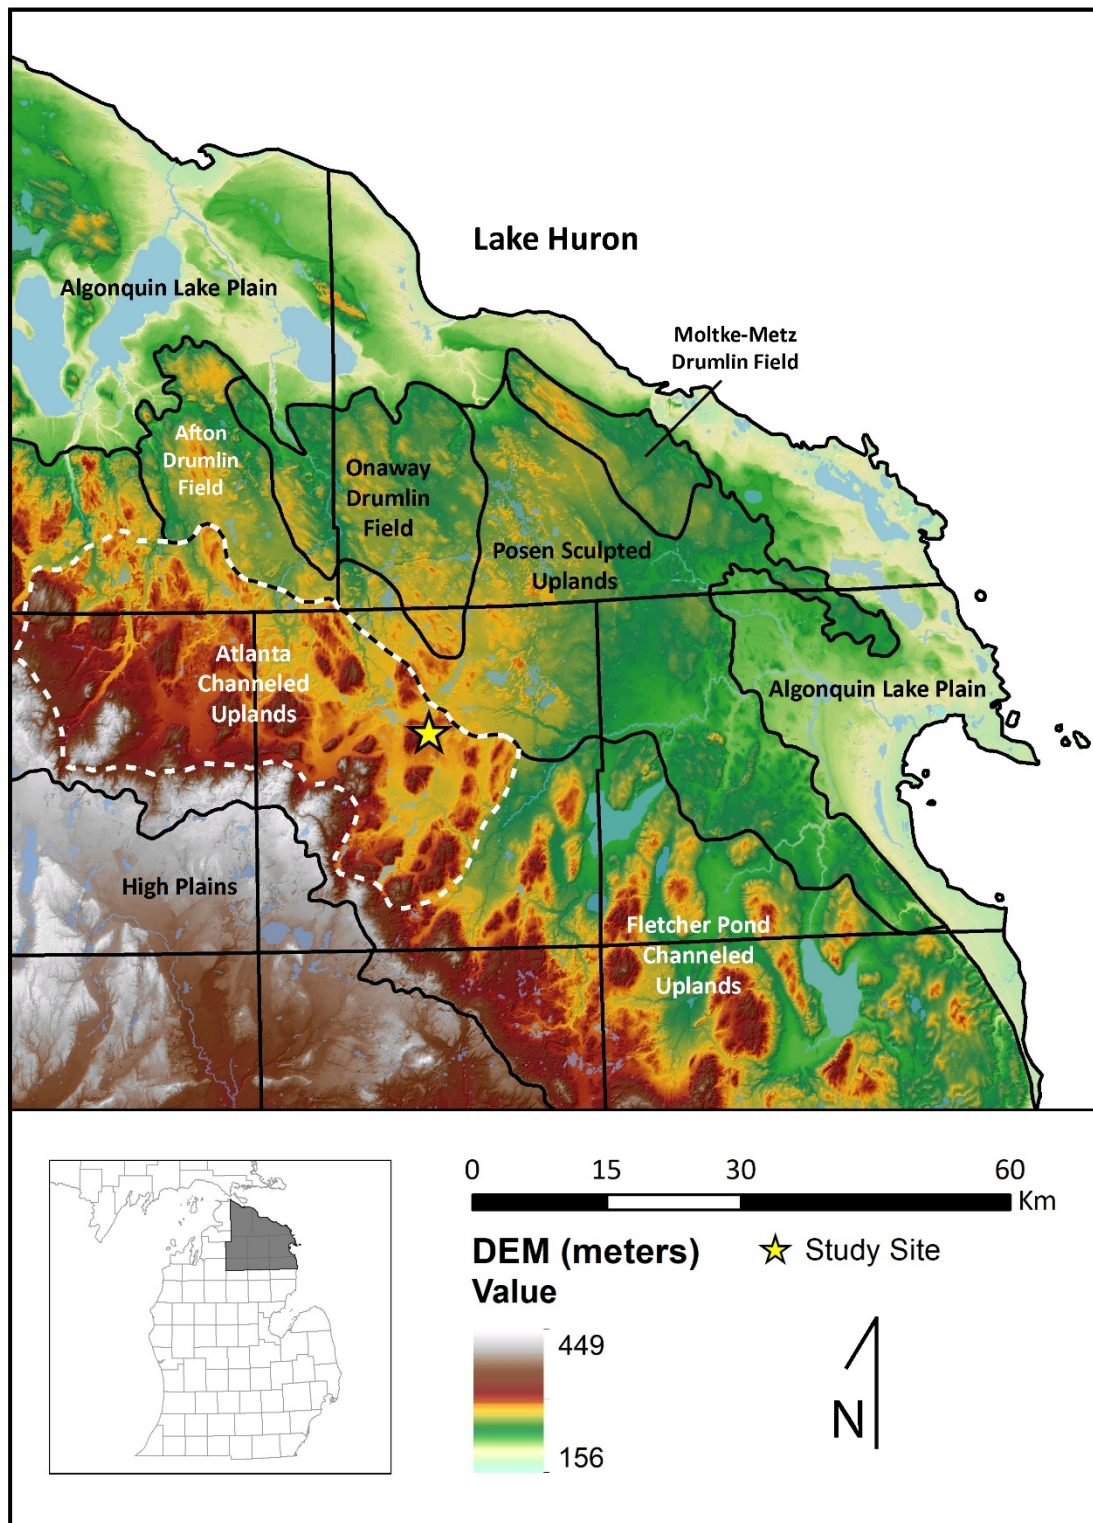 Lake Huron
Algonquin Lake Plain
Moltke-Metz
Drumlin Field
Afton
Drumlin
Field
Onaway
Drumlin
Field
Posen Sculpted
Uplands
Atlanta
Channeled
Uplands
Algonquin Lake Plain
High Plains
Fletcher Pond
Channeled
Uplands
0 15 30 60
Km
DEM (meters)
Value
Study Site
449
156
N